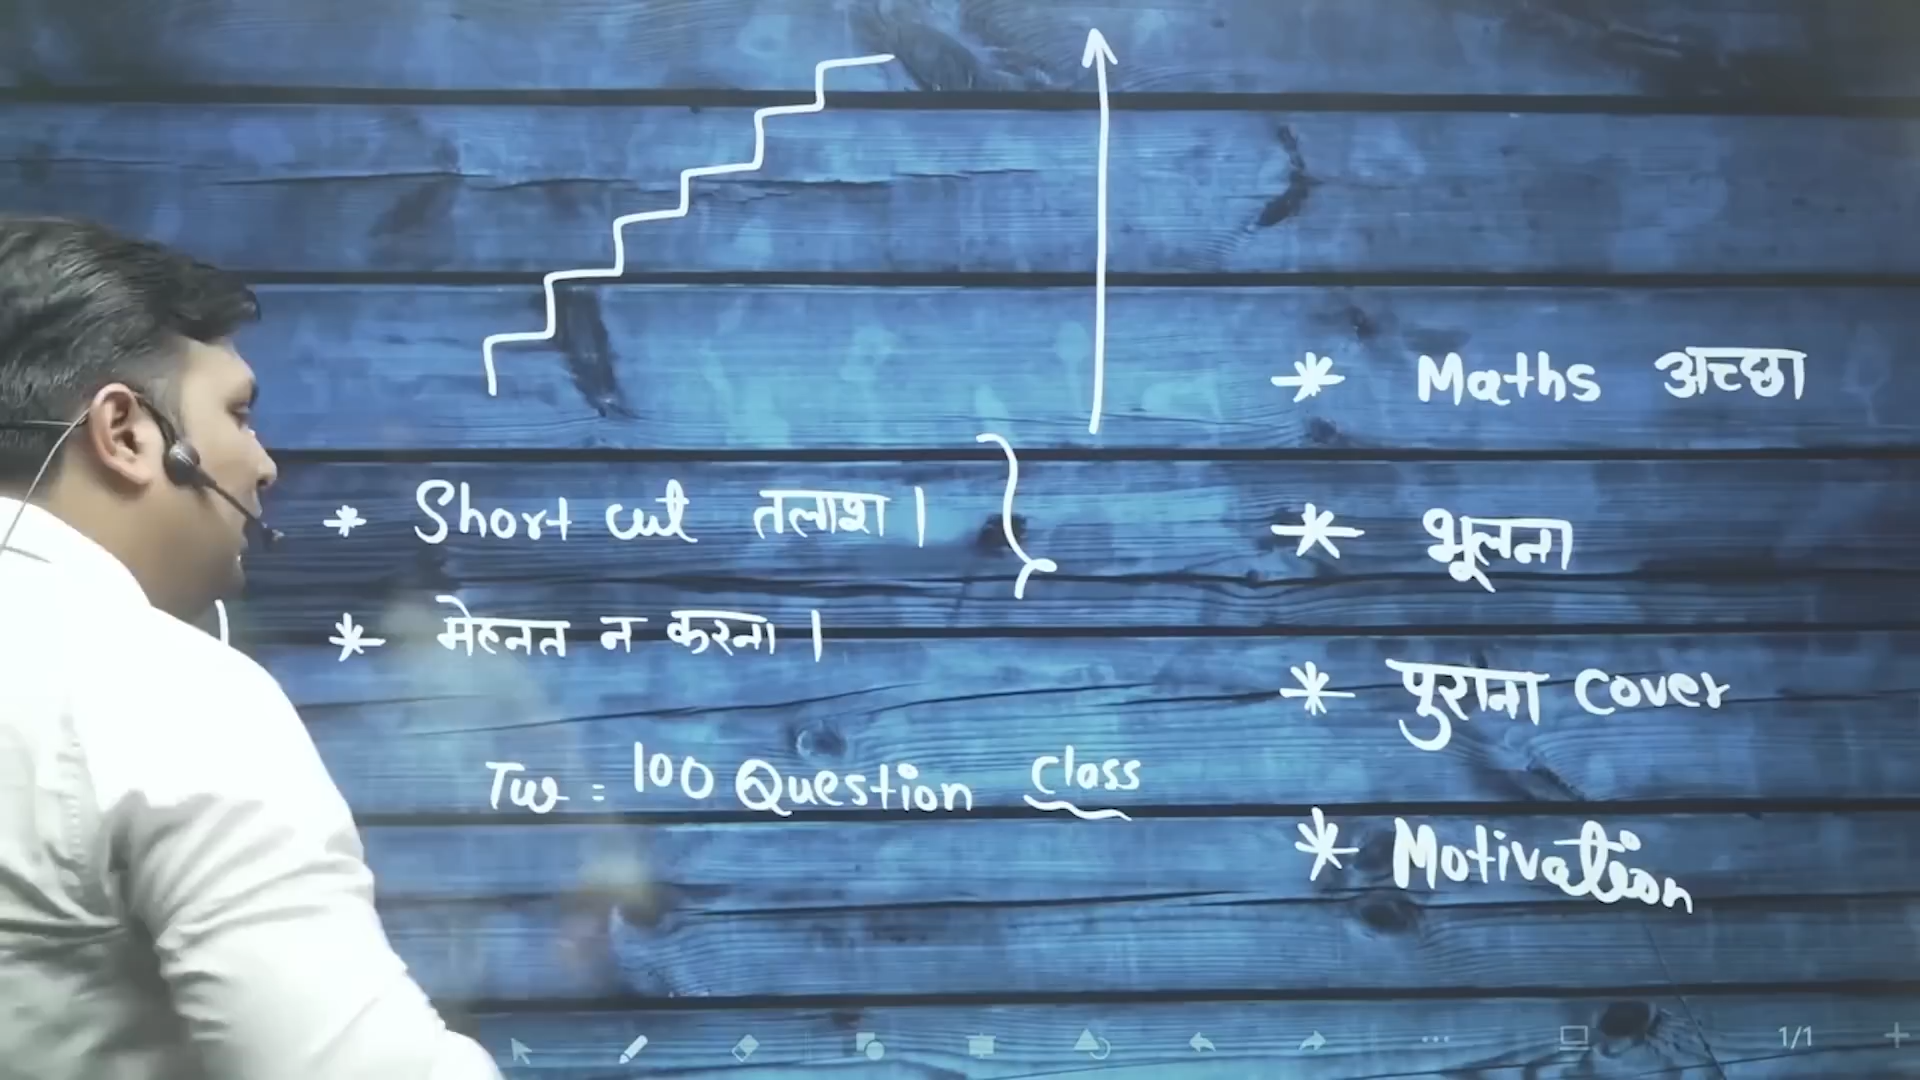 * Short cut तलाश।
* मेहनत न करना।
Tw = 100 Question class
* Maths अच्छा
* भूलना
* पुराना cover
* Motivation
1/1